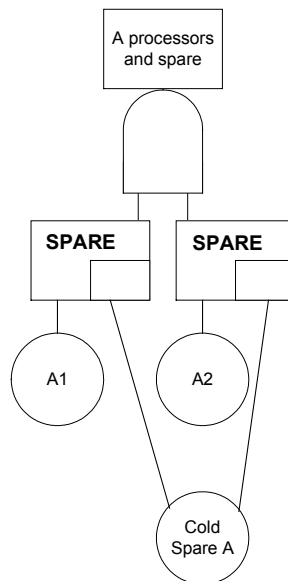 A processors
and spare
SPARE
SPARE
A1
A2
Cold
Spare A